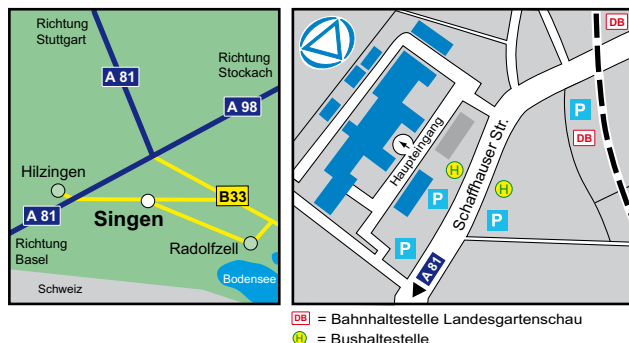 Richtung
Stuttgart
Richtung
Stockach
A 81
A 98
Hilzingen
B33
Singen
A 81
Richtung
Basel
Radolfzell
Bodensee
Schweiz
DB
P
DB
Haupteingang
Schaffhauser Str.
H
H
P
P
P
A 81
DB = Bahnhaltestelle Landesgartenschau
H = Bushaltestelle